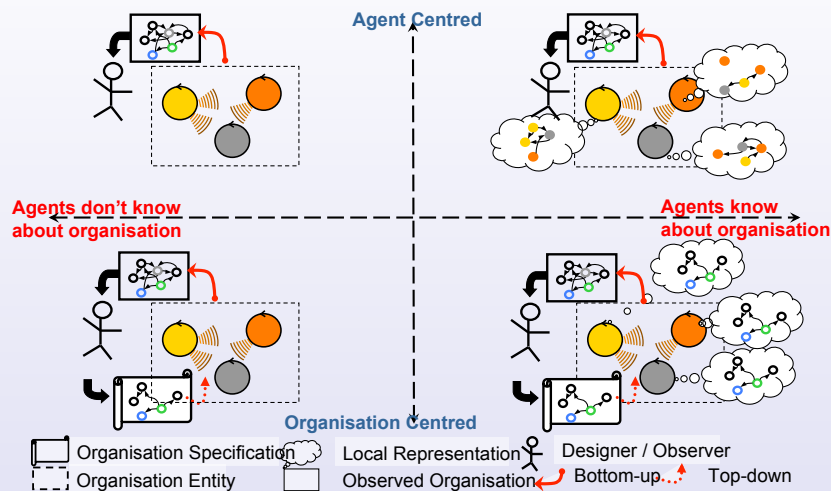 Agent Centred
Agents don't know
about organisation
Agents know
about organisation
Organisation Centred
Organisation Specification
Local Representation
Designer / Observer
Organisation Entity
Observed Organisation
Bottom-up
Top-down